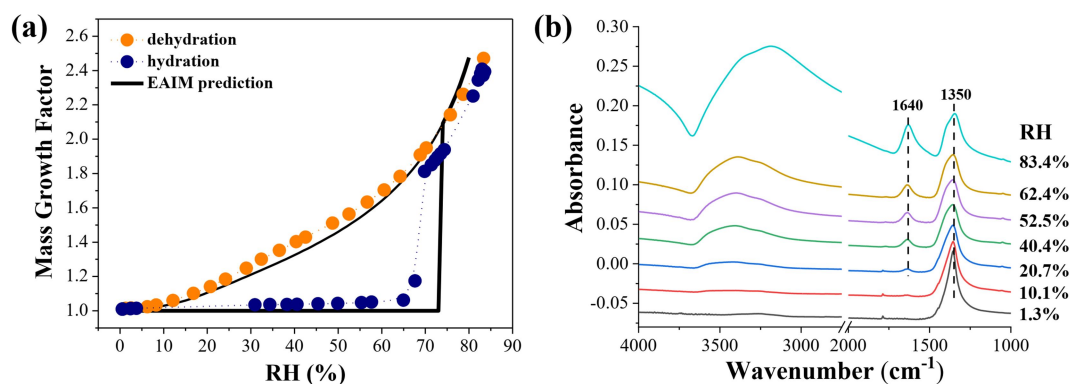 (a)
dehydration
hydration
EAIM prediction
Mass Growth Factor
2.6
2.4
2.2
2.0
1.8
1.6
1.4
1.2
1.0
0 10 20 30 40 50 60 70 80 90
RH (%)
(b)
Absorbance
0.30
0.25
0.20
0.15
0.10
0.05
0.00
-0.05
1640
1350
RH
83.4%
62.4%
52.5%
40.4%
20.7%
10.1%
1.3%
4000 3500 3000 2500 2000 1500 1000
Wavenumber (cm-1)